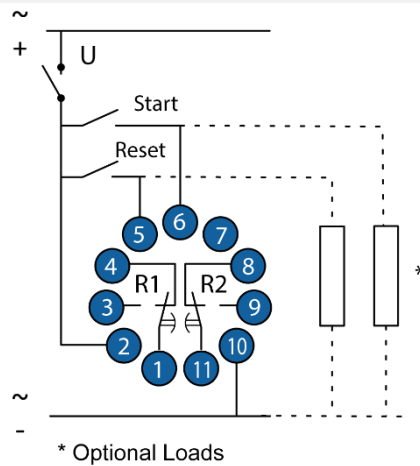 ~
+ U
Start
Reset
6
5 7
4 8
R1 R2
3 9
2 10
1 11
*
~
-
* Optional Loads